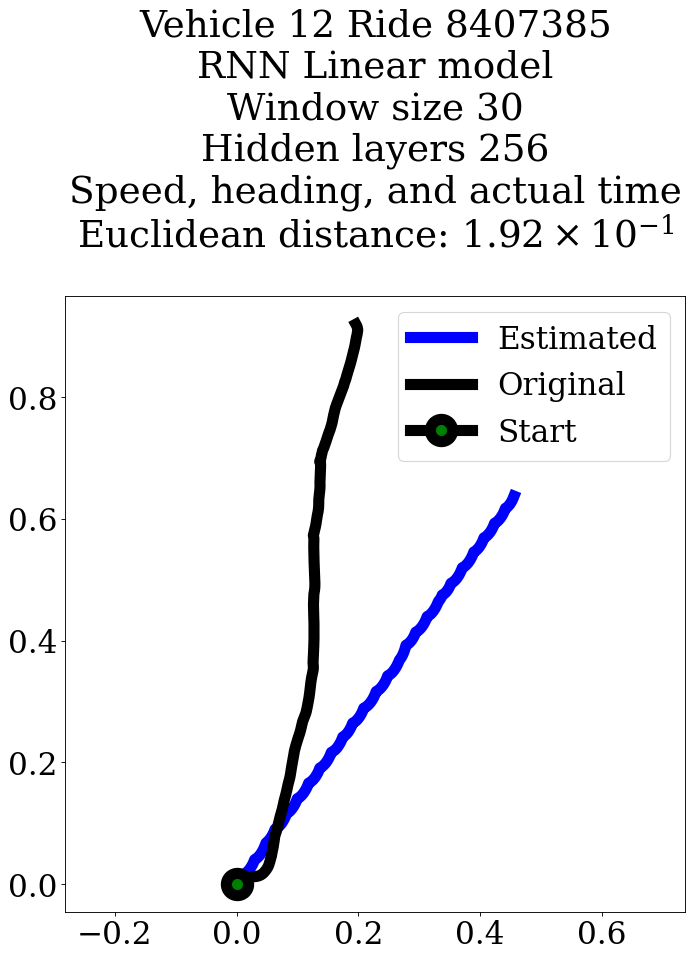 Vehicle 12 Ride 8407385
RNN Linear model
Window size 30
Hidden layers 256
Speed, heading, and actual time
Euclidean distance: 1.92 × 10⁻¹
Estimated
Original
Start
0.8
0.6
0.4
0.2
0.0
−0.2 0.0 0.2 0.4 0.6